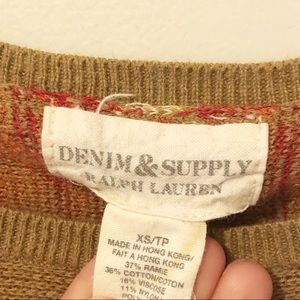 DENIM & SUPPLY
RALPH LAUREN
XS/TP
MADE IN HONG KONG/
FAIT A HONG KONG
37% RAMIE
36% COTTON/COTON
16% VISCOSE
11% NYLON